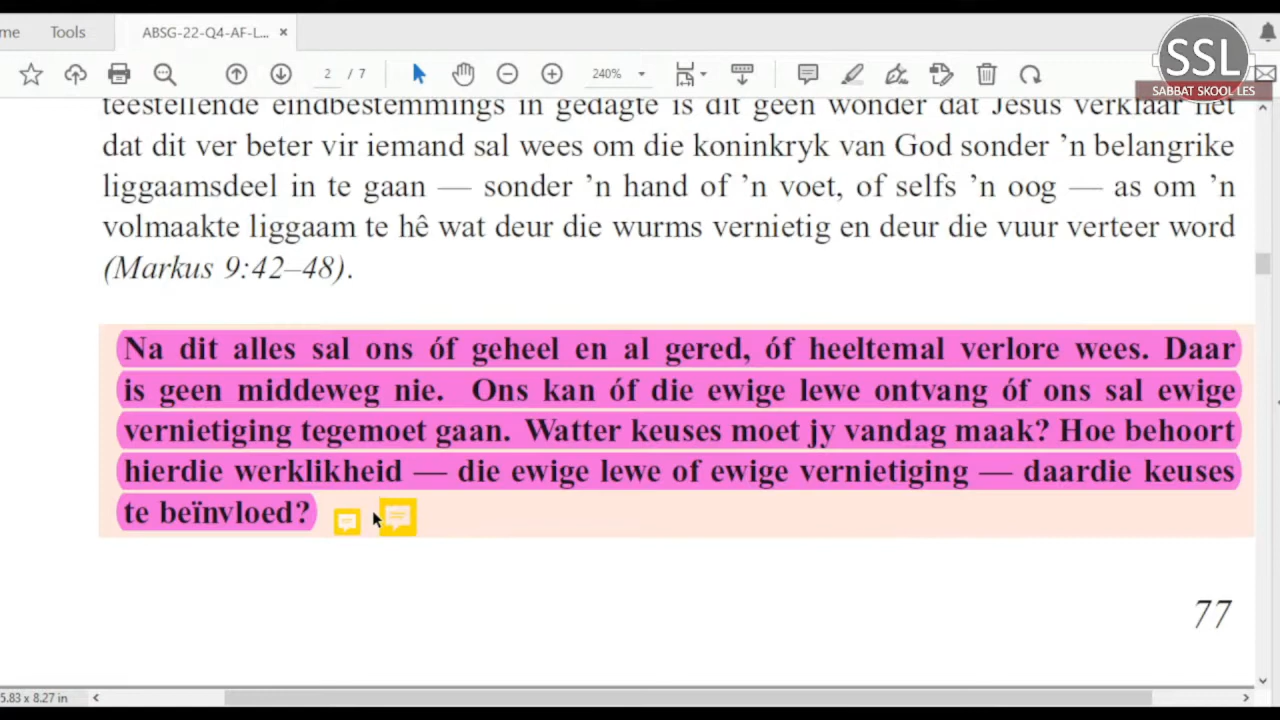 me Tools ABSG-22-Q4-AF-L... ×
SSL
SABBAT SKOOL LES
2 / 7 240%
teestellende eindbestemmings in gedagte is dit geen wonder dat Jesus verklaar het
dat dit ver beter vir iemand sal wees om die koninkryk van God sonder ’n belangrike
liggaamsdeel in te gaan — sonder ’n hand of ’n voet, of selfs ’n oog — as om ’n
volmaakte liggaam te hê wat deur die wurms vernietig en deur die vuur verteer word
(Markus 9:42–48).
Na dit alles sal ons óf geheel en al gered, óf heeltemal verlore wees. Daar
is geen middeweg nie. Ons kan óf die ewige lewe ontvang óf ons sal ewige
vernietiging tegemoet gaan. Watter keuses moet jy vandag maak? Hoe behoort
hierdie werklikheid — die ewige lewe of ewige vernietiging — daardie keuses
te beïnvloed?
77
5.83 x 8.27 in